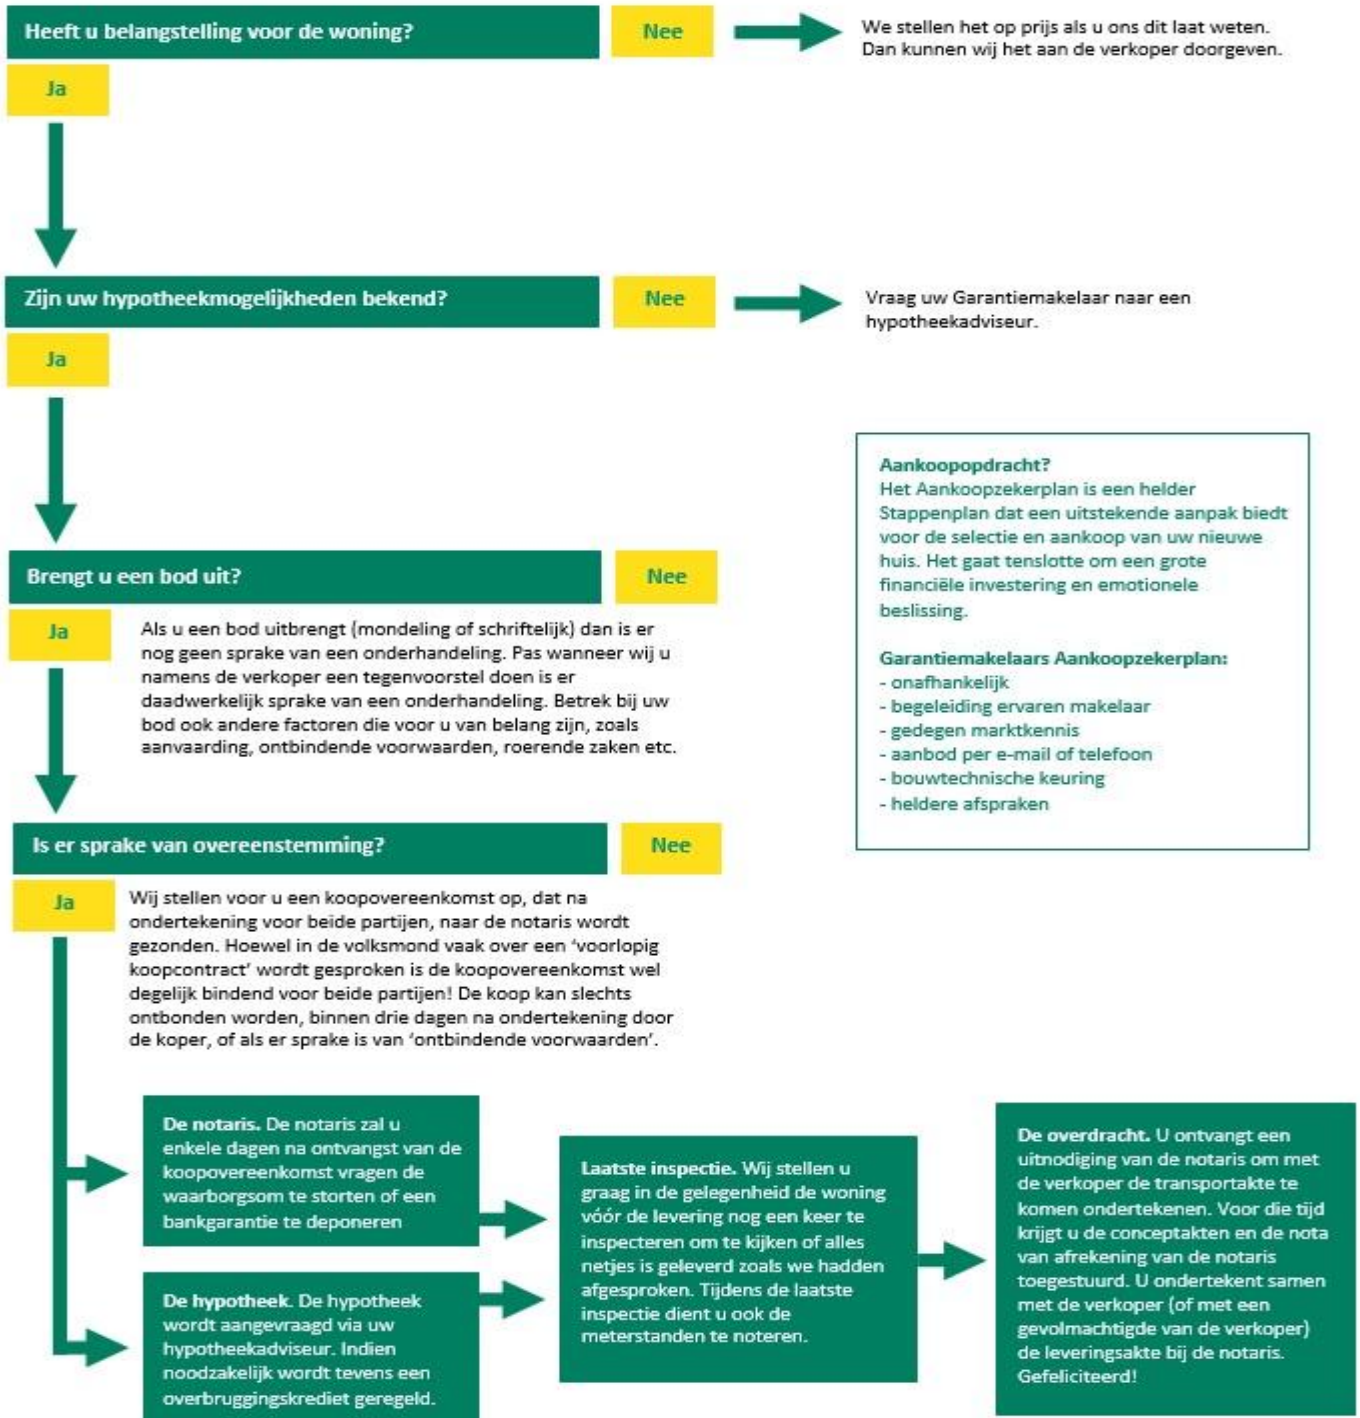 Heeft u belangstelling voor de woning?
Nee
We stellen het op prijs als u ons dit laat weten.
Dan kunnen wij het aan de verkoper doorgeven.
Ja
Zijn uw hypotheekmogelijkheden bekend?
Nee
Vraag uw Garantiemakelaar naar een
hypotheekadviseur.
Ja
Aankoopopdracht?
Het Aankoopzekerplan is een helder
Stappenplan dat een uitstekende aanpak biedt
voor de selectie en aankoop van uw nieuwe
huis. Het gaat tenslotte om een grote
financiële investering en emotionele
beslissing.
Garantiemakelaars Aankoopzekerplan:
- onafhankelijk
- begeleiding ervaren makelaar
- gedegen marktkennis
- aanbod per e-mail of telefoon
- bouwtechnische keuring
- heldere afspraken
Brengt u een bod uit?
Nee
Ja
Als u een bod uitbrengt (mondeling of schriftelijk) dan is er
nog geen sprake van een onderhandeling. Pas wanneer wij u
namens de verkoper een tegenvoorstel doen is er
daadwerkelijk sprake van een onderhandeling. Betrek bij uw
bod ook andere factoren die voor u van belang zijn, zoals
aanvaarding, ontbindende voorwaarden, roerende zaken etc.
Is er sprake van overeenstemming?
Nee
Ja
Wij stellen voor u een koopovereenkomst op, dat na
ondertekening voor beide partijen, naar de notaris wordt
gezonden. Hoewel in de volksmond vaak over een ‘voorlopig
koopcontract’ wordt gesproken is de koopovereenkomst wel
degelijk bindend voor beide partijen! De koop kan slechts
ontbonden worden, binnen drie dagen na ondertekening door
de koper, of als er sprake is van ‘ontbindende voorwaarden’.
De notaris. De notaris zal u
enkele dagen na ontvangst van de
koopovereenkomst vragen de
waarborgsom te storten of een
bankgarantie te deponeren
De hypotheek. De hypotheek
wordt aangevraagd via uw
hypotheekadviseur. Indien
noodzakelijk wordt tevens een
overbruggingskrediet geregeld.
Laatste inspectie. Wij stellen u
graag in de gelegenheid de woning
vóór de levering nog een keer te
inspecteren om te kijken of alles
netjes is geleverd zoals we hadden
afgesproken. Tijdens de laatste
inspectie dient u ook de
meterstanden te noteren.
De overdracht. U ontvangt een
uitnodiging van de notaris om met
de verkoper de transportakte te
komen ondertekenen. Voor die tijd
krijgt u de conceptakten en de nota
van afrekening van de notaris
toegestuurd. U ondertekent samen
met de verkoper (of met een
gevolmachtigde van de verkoper)
de leveringsakte bij de notaris.
Gefeliciteerd!